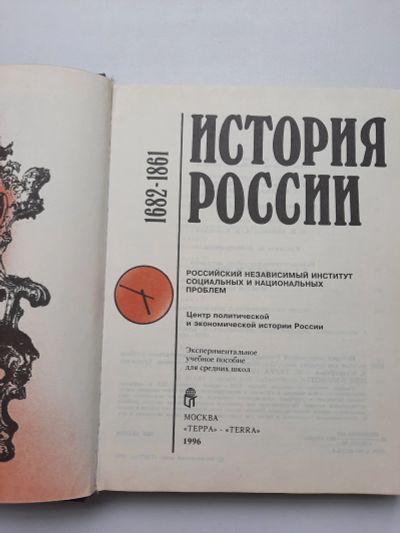 1682-1861
ИСТОРИЯ
РОССИИ
РОССИЙСКИЙ НЕЗАВИСИМЫЙ ИНСТИТУТ
СОЦИАЛЬНЫХ И НАЦИОНАЛЬНЫХ
ПРОБЛЕМ
Центр политической
и экономической истории России
Экспериментальное
учебное пособие
для средних школ
МОСКВА
«ТЕРРА» - «TERRA»
1996